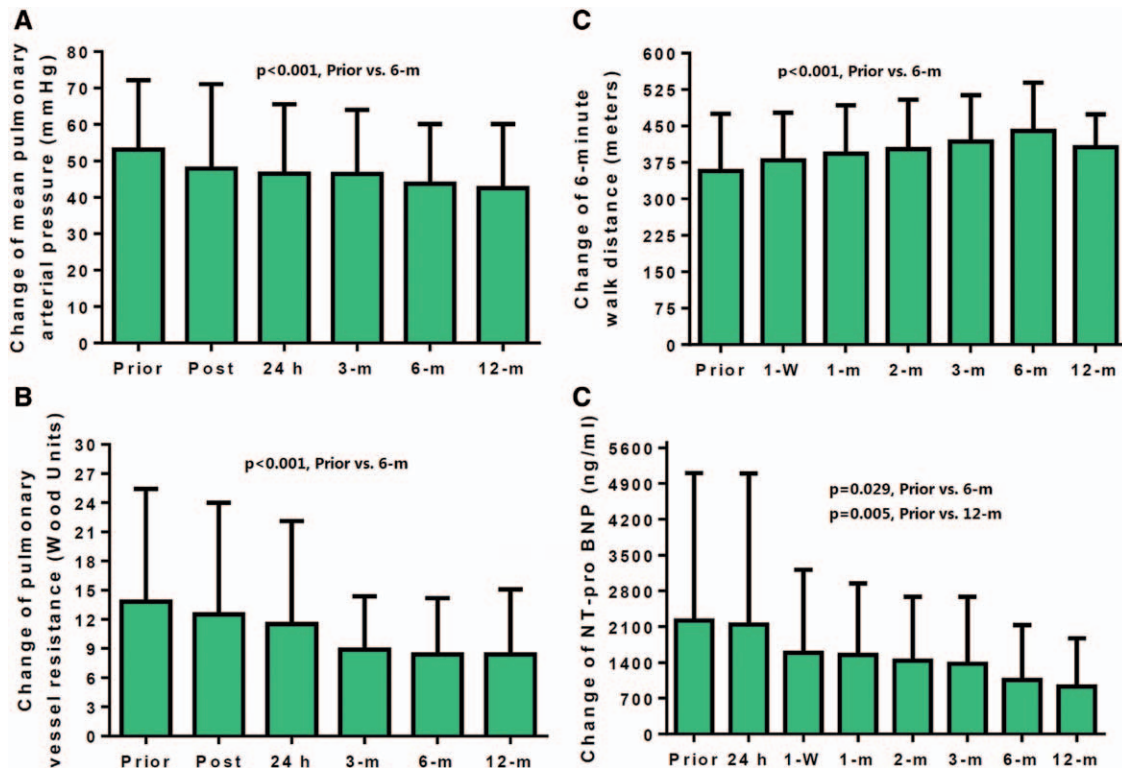 A
Change of mean pulmonary
arterial pressure (mmHg)
80
70
60
50
40
30
20
10
0
p<0.001, Prior vs. 6-m
Prior Post 24 h 3-m 6-m 12-m
C
Change of 6-minute
walk distance (meters)
600
525
450
375
300
225
150
75
0
p<0.001, Prior vs. 6-m
Prior 1-W 1-m 2-m 3-m 6-m 12-m
B
Change of pulmonary
vessel resistance (Wood Units)
30
27
24
21
18
15
12
9
6
3
0
p<0.001, Prior vs. 6-m
Prior Post 24 h 3-m 6-m 12-m
C
Change of NT-pro BNP (ng/ml)
5600
4900
4200
3500
2800
2100
1400
700
0
p=0.029, Prior vs. 6-m
p=0.005, Prior vs. 12-m
Prior 24 h 1-W 1-m 2-m 3-m 6-m 12-m